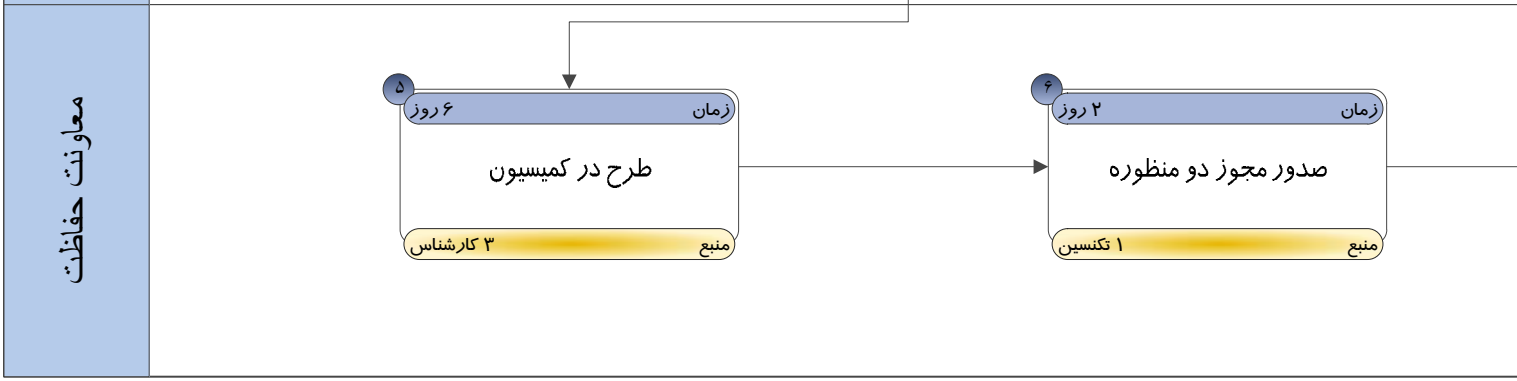 معاونت حفاظت
۵
زمان ۶ روز
طرح در کمیسیون
منبع ۳ کارشناس
۶
زمان ۲ روز
صدور مجوز دو منظوره
منبع ۱ تکنسین